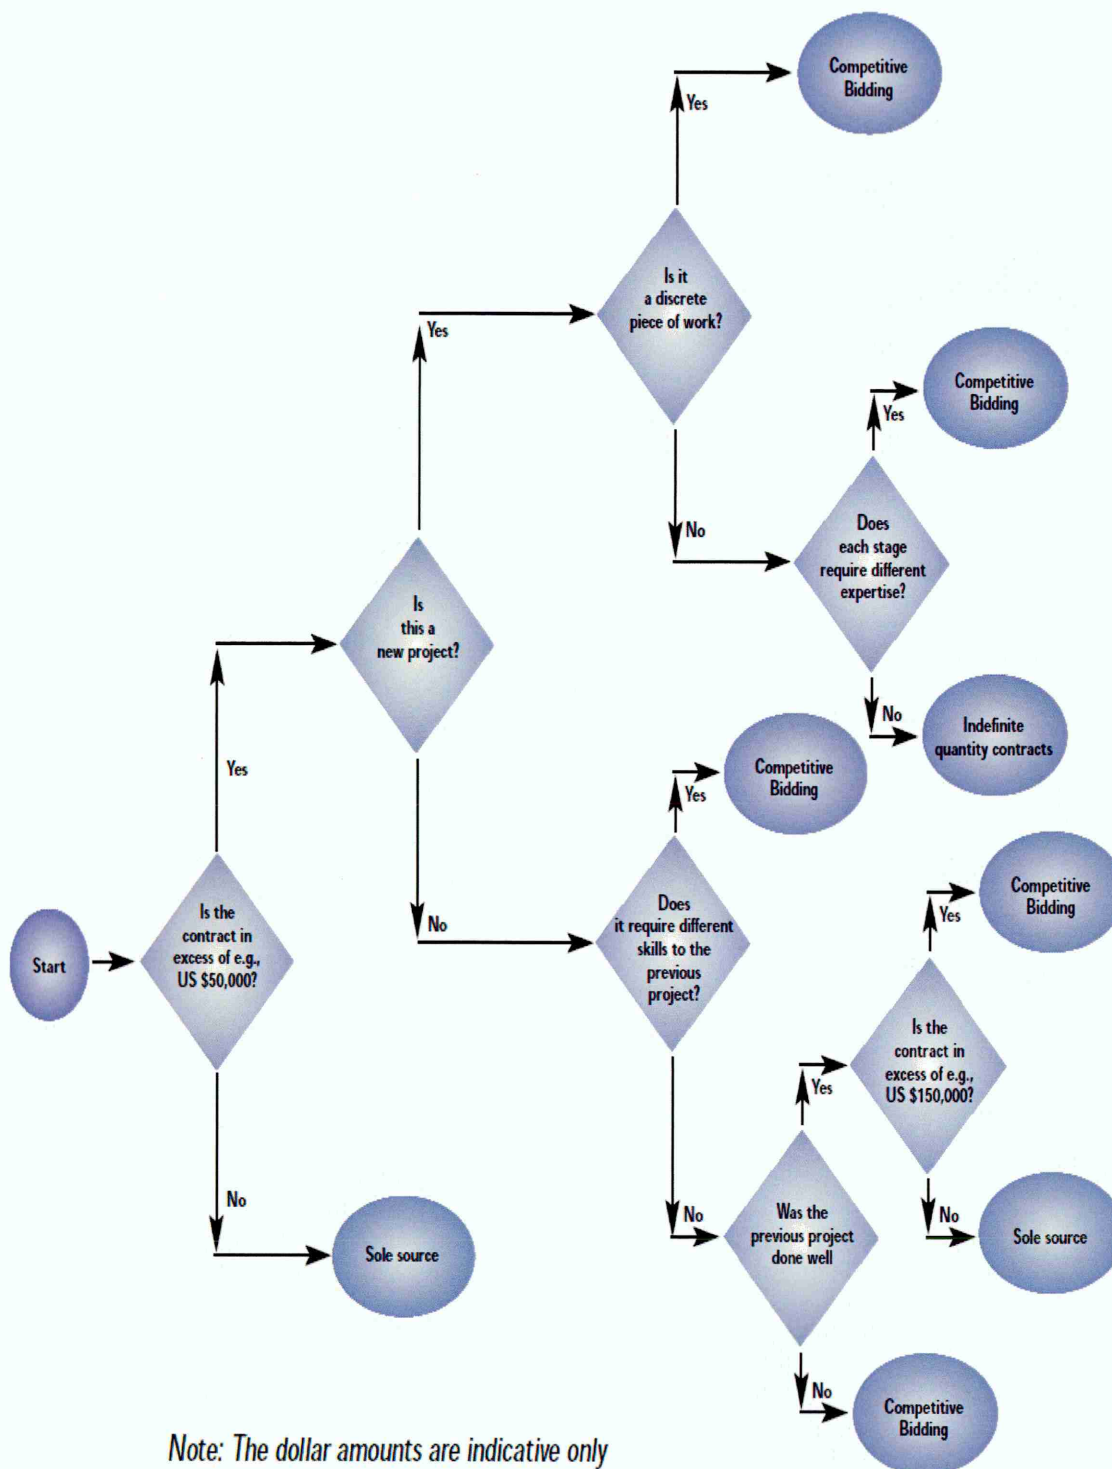 Competitive
Bidding
Yes
Is it
a discrete
piece of work?
Yes
Competitive
Bidding
Yes
No
Does
each stage
require different
expertise?
Is
this a
new project?
No
Indefinite
quantity contracts
Yes
Competitive
Bidding
Yes
Competitive
Bidding
Yes
No
Does
it require different
skills to the
previous
project?
Is the
contract in
excess of e.g.,
US $50,000?
Start
Is the
contract in
excess of e.g.,
US $150,000?
Yes
No
No
Was the
previous project
done well
No
Sole source
Sole source
No
Competitive
Bidding
Note: The dollar amounts are indicative only